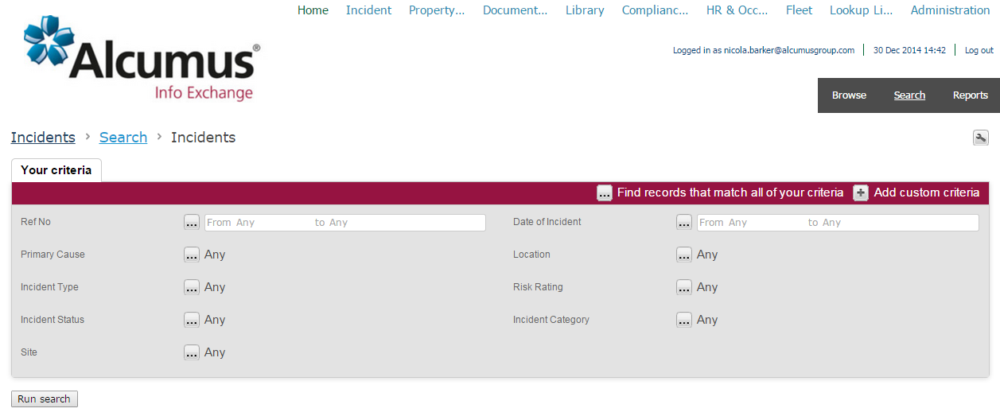 Home Incident Property... Document... Library Complianc... HR & Occ... Fleet Lookup Li... Administration
Alcumus®
Info Exchange
Logged in as nicola.barker@alcumusgroup.com | 30 Dec 2014 14:42 | Log out
Browse Search Reports
Incidents › Search › Incidents
Your criteria
... Find records that match all of your criteria + Add custom criteria
Ref No ... From Any to Any Date of Incident ... From Any to Any
Primary Cause ... Any Location ... Any
Incident Type ... Any Risk Rating ... Any
Incident Status ... Any Incident Category ... Any
Site ... Any
Run search